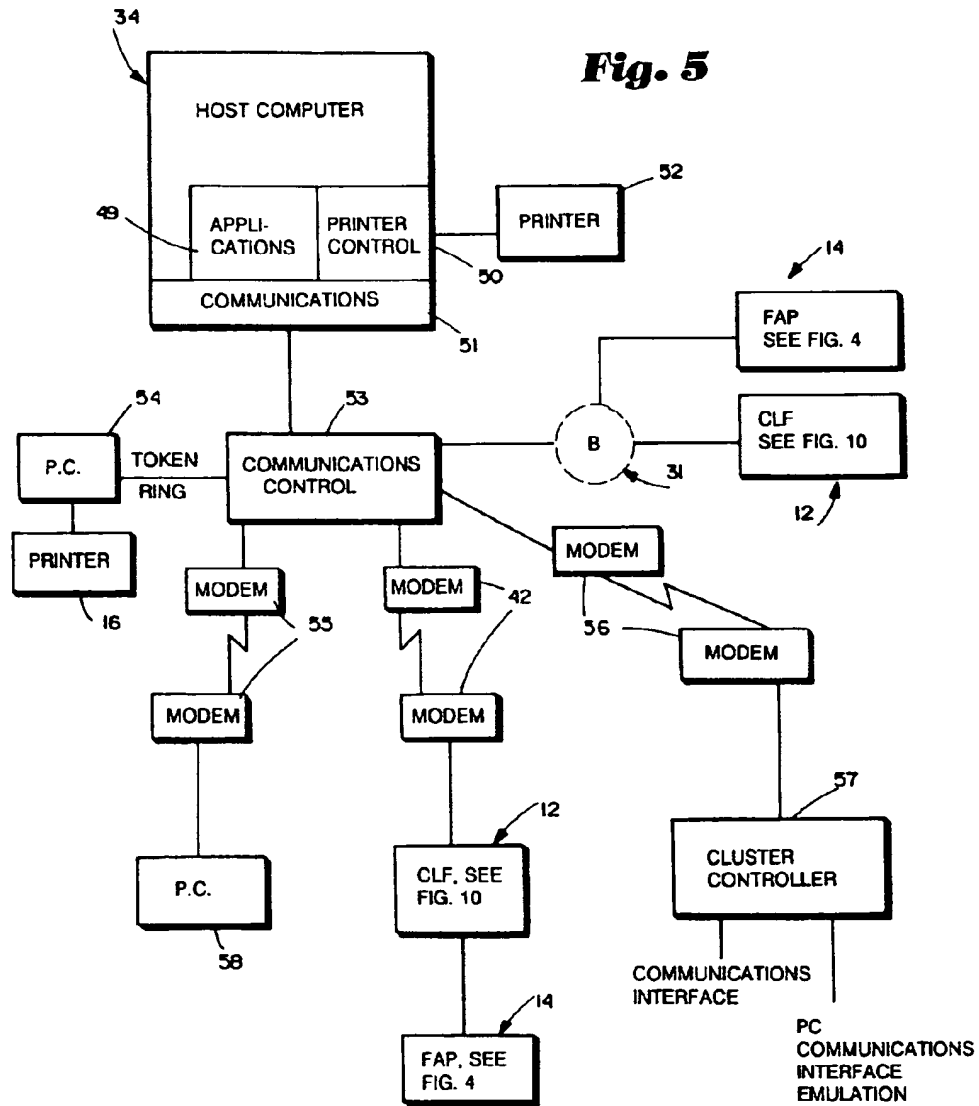 34
Fig. 5
HOST COMPUTER
49
APPLI-
CATIONS
PRINTER
CONTROL
50
52
PRINTER
COMMUNICATIONS
51
14
FAP
SEE FIG. 4
54
53
P.C.
TOKEN
RING
COMMUNICATIONS
CONTROL
B
31
CLF
SEE FIG. 10
12
PRINTER
16
MODEM
55
MODEM
42
MODEM
56
MODEM
MODEM
MODEM
57
P.C.
58
12
CLF, SEE
FIG. 10
CLUSTER
CONTROLLER
14
FAP, SEE
FIG. 4
COMMUNICATIONS
INTERFACE
PC
COMMUNICATIONS
INTERFACE
EMULATION